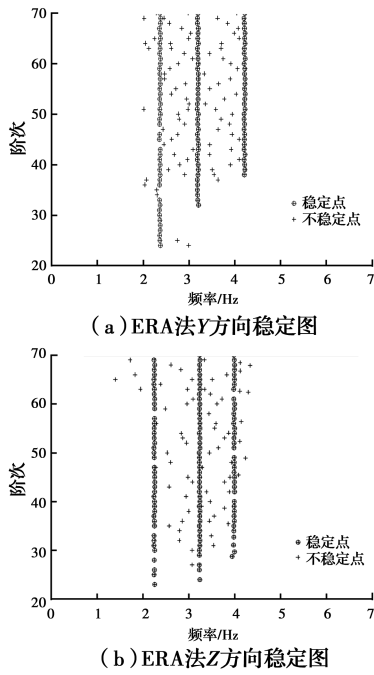 70
60
50
40
30
20
阶次
稳定点
不稳定点
0 1 2 3 4 5 6 7
频率/Hz
(a)ERA法Y方向稳定图
70
60
50
40
30
20
阶次
稳定点
不稳定点
0 1 2 3 4 5 6 7
频率/Hz
(b)ERA法Z方向稳定图